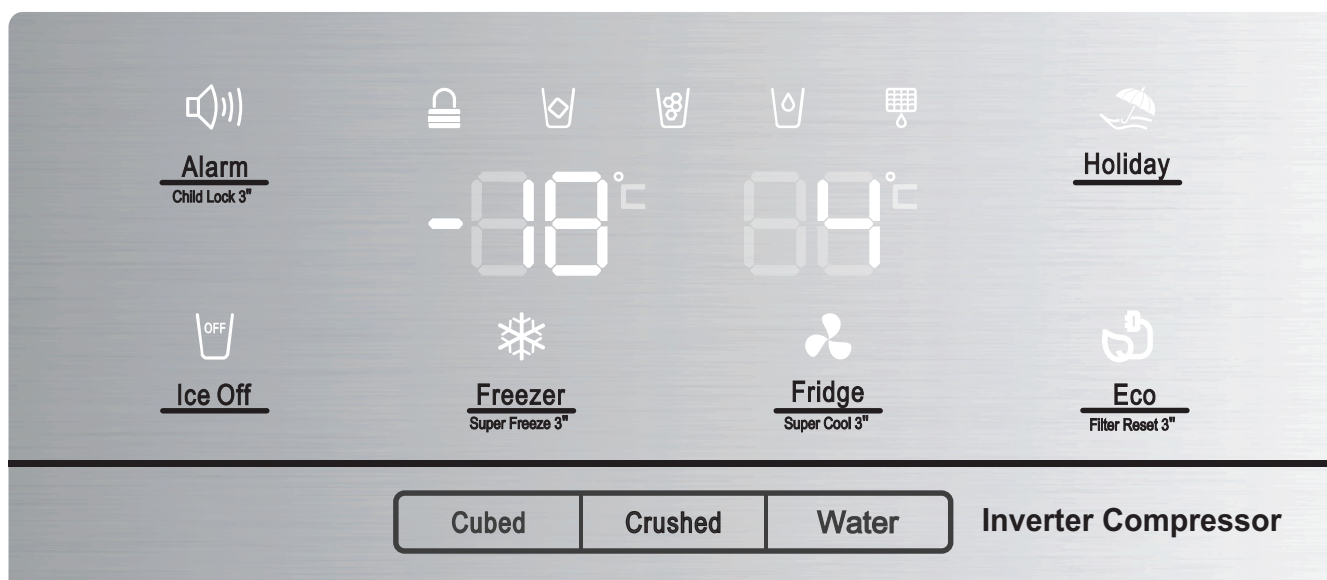 Alarm
Child Lock 3"
Holiday
-18°C
4°C
OFF
Ice Off
Freezer
Super Freeze 3"
Fridge
Super Cool 3"
Eco
Filter Reset 3"
Cubed
Crushed
Water
Inverter Compressor